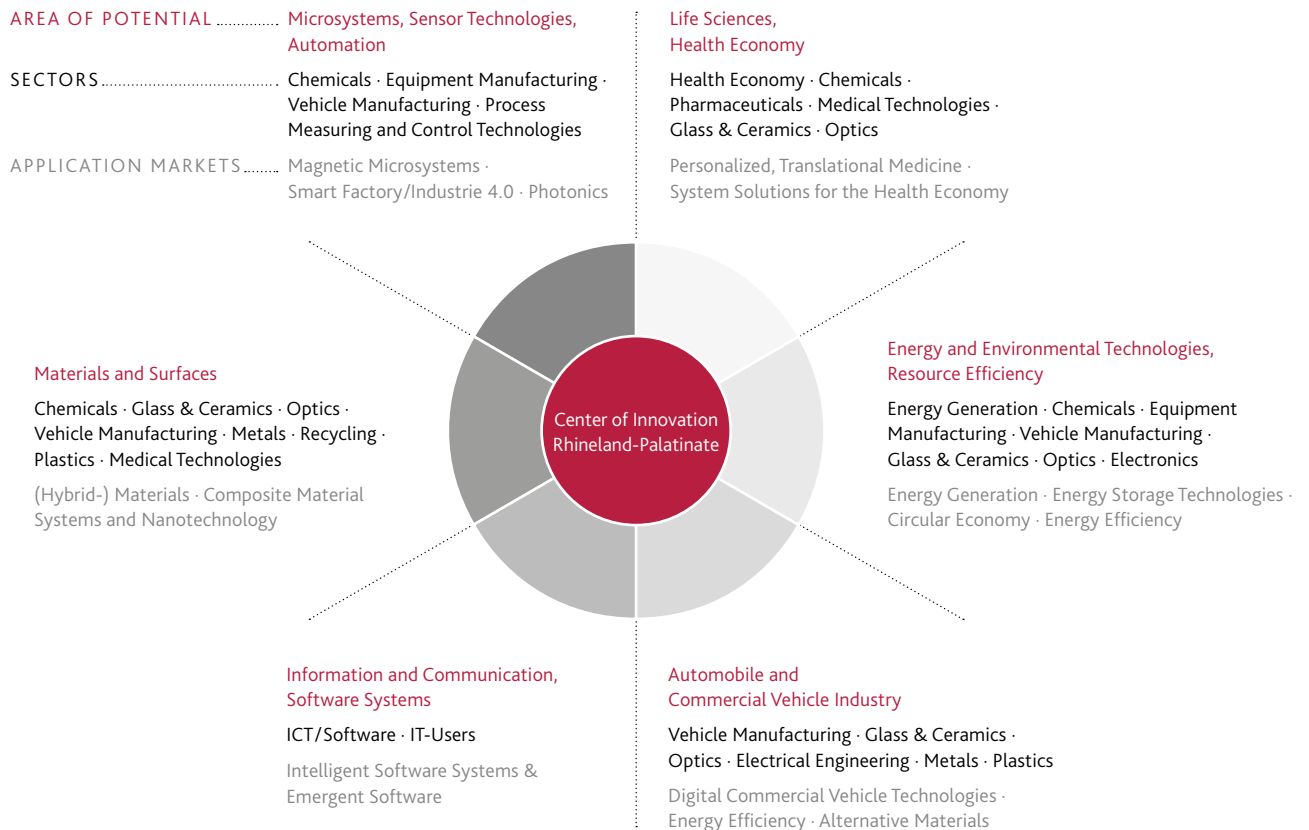 AREA OF POTENTIAL
Microsystems, Sensor Technologies,
Automation
SECTORS
Chemicals · Equipment Manufacturing ·
Vehicle Manufacturing · Process
Measuring and Control Technologies
APPLICATION MARKETS
Magnetic Microsystems ·
Smart Factory/Industrie 4.0 · Photonics
Life Sciences,
Health Economy
Health Economy · Chemicals ·
Pharmaceuticals · Medical Technologies ·
Glass & Ceramics · Optics
Personalized, Translational Medicine ·
System Solutions for the Health Economy
Materials and Surfaces
Chemicals · Glass & Ceramics · Optics ·
Vehicle Manufacturing · Metals · Recycling ·
Plastics · Medical Technologies
(Hybrid-) Materials · Composite Material
Systems and Nanotechnology
Center of Innovation
Rhineland-Palatinate
Energy and Environmental Technologies,
Resource Efficiency
Energy Generation · Chemicals · Equipment
Manufacturing · Vehicle Manufacturing ·
Glass & Ceramics · Optics · Electronics
Energy Generation · Energy Storage Technologies ·
Circular Economy · Energy Efficiency
Information and Communication,
Software Systems
ICT/Software · IT-Users
Intelligent Software Systems &
Emergent Software
Automobile and
Commercial Vehicle Industry
Vehicle Manufacturing · Glass & Ceramics ·
Optics · Electrical Engineering · Metals · Plastics
Digital Commercial Vehicle Technologies ·
Energy Efficiency · Alternative Materials